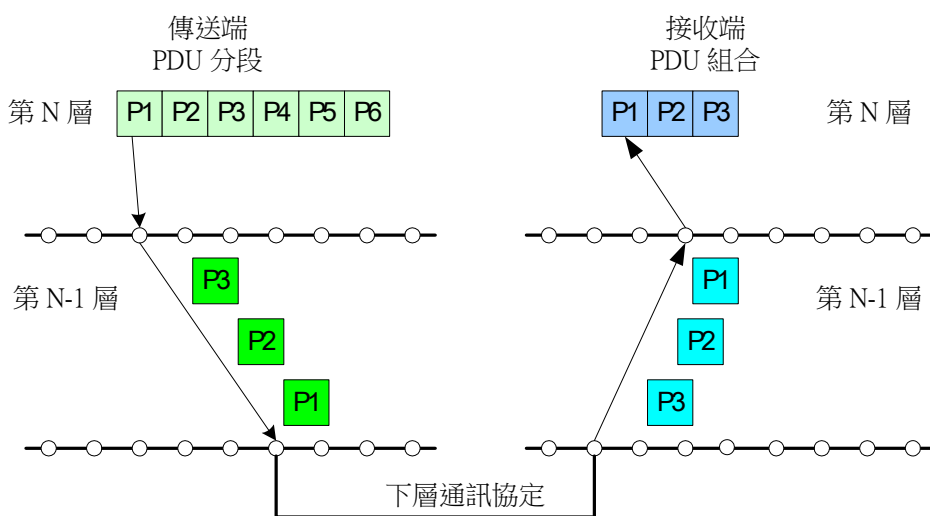 傳送端
PDU 分段
接收端
PDU 組合
第 N 層
P1 P2 P3 P4 P5 P6
P1 P2 P3
第 N 層
第 N-1 層
P3
P2
P1
P1
P2
P3
第 N-1 層
下層通訊協定